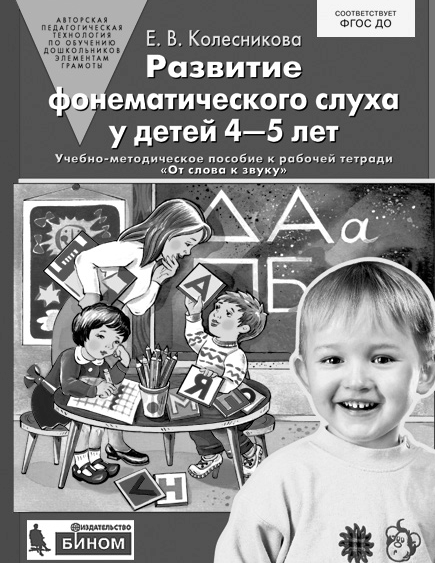 АВТОРСКАЯ
ПЕДАГОГИЧЕСКАЯ
ТЕХНОЛОГИЯ
ПО ОБУЧЕНИЮ
ДОШКОЛЬНИКОВ
ЭЛЕМЕНТАМ
ГРАМОТЫ
СООТВЕТСТВУЕТ
ФГОС ДО
Е. В. Колесникова
Развитие
фонематического слуха
у детей 4—5 лет
Учебно-методическое пособие к рабочей тетради
«От слова к звуку»
Д А а
П Б
А
Я
М
И Н
ИЗДАТЕЛЬСТВО
БИНОМ